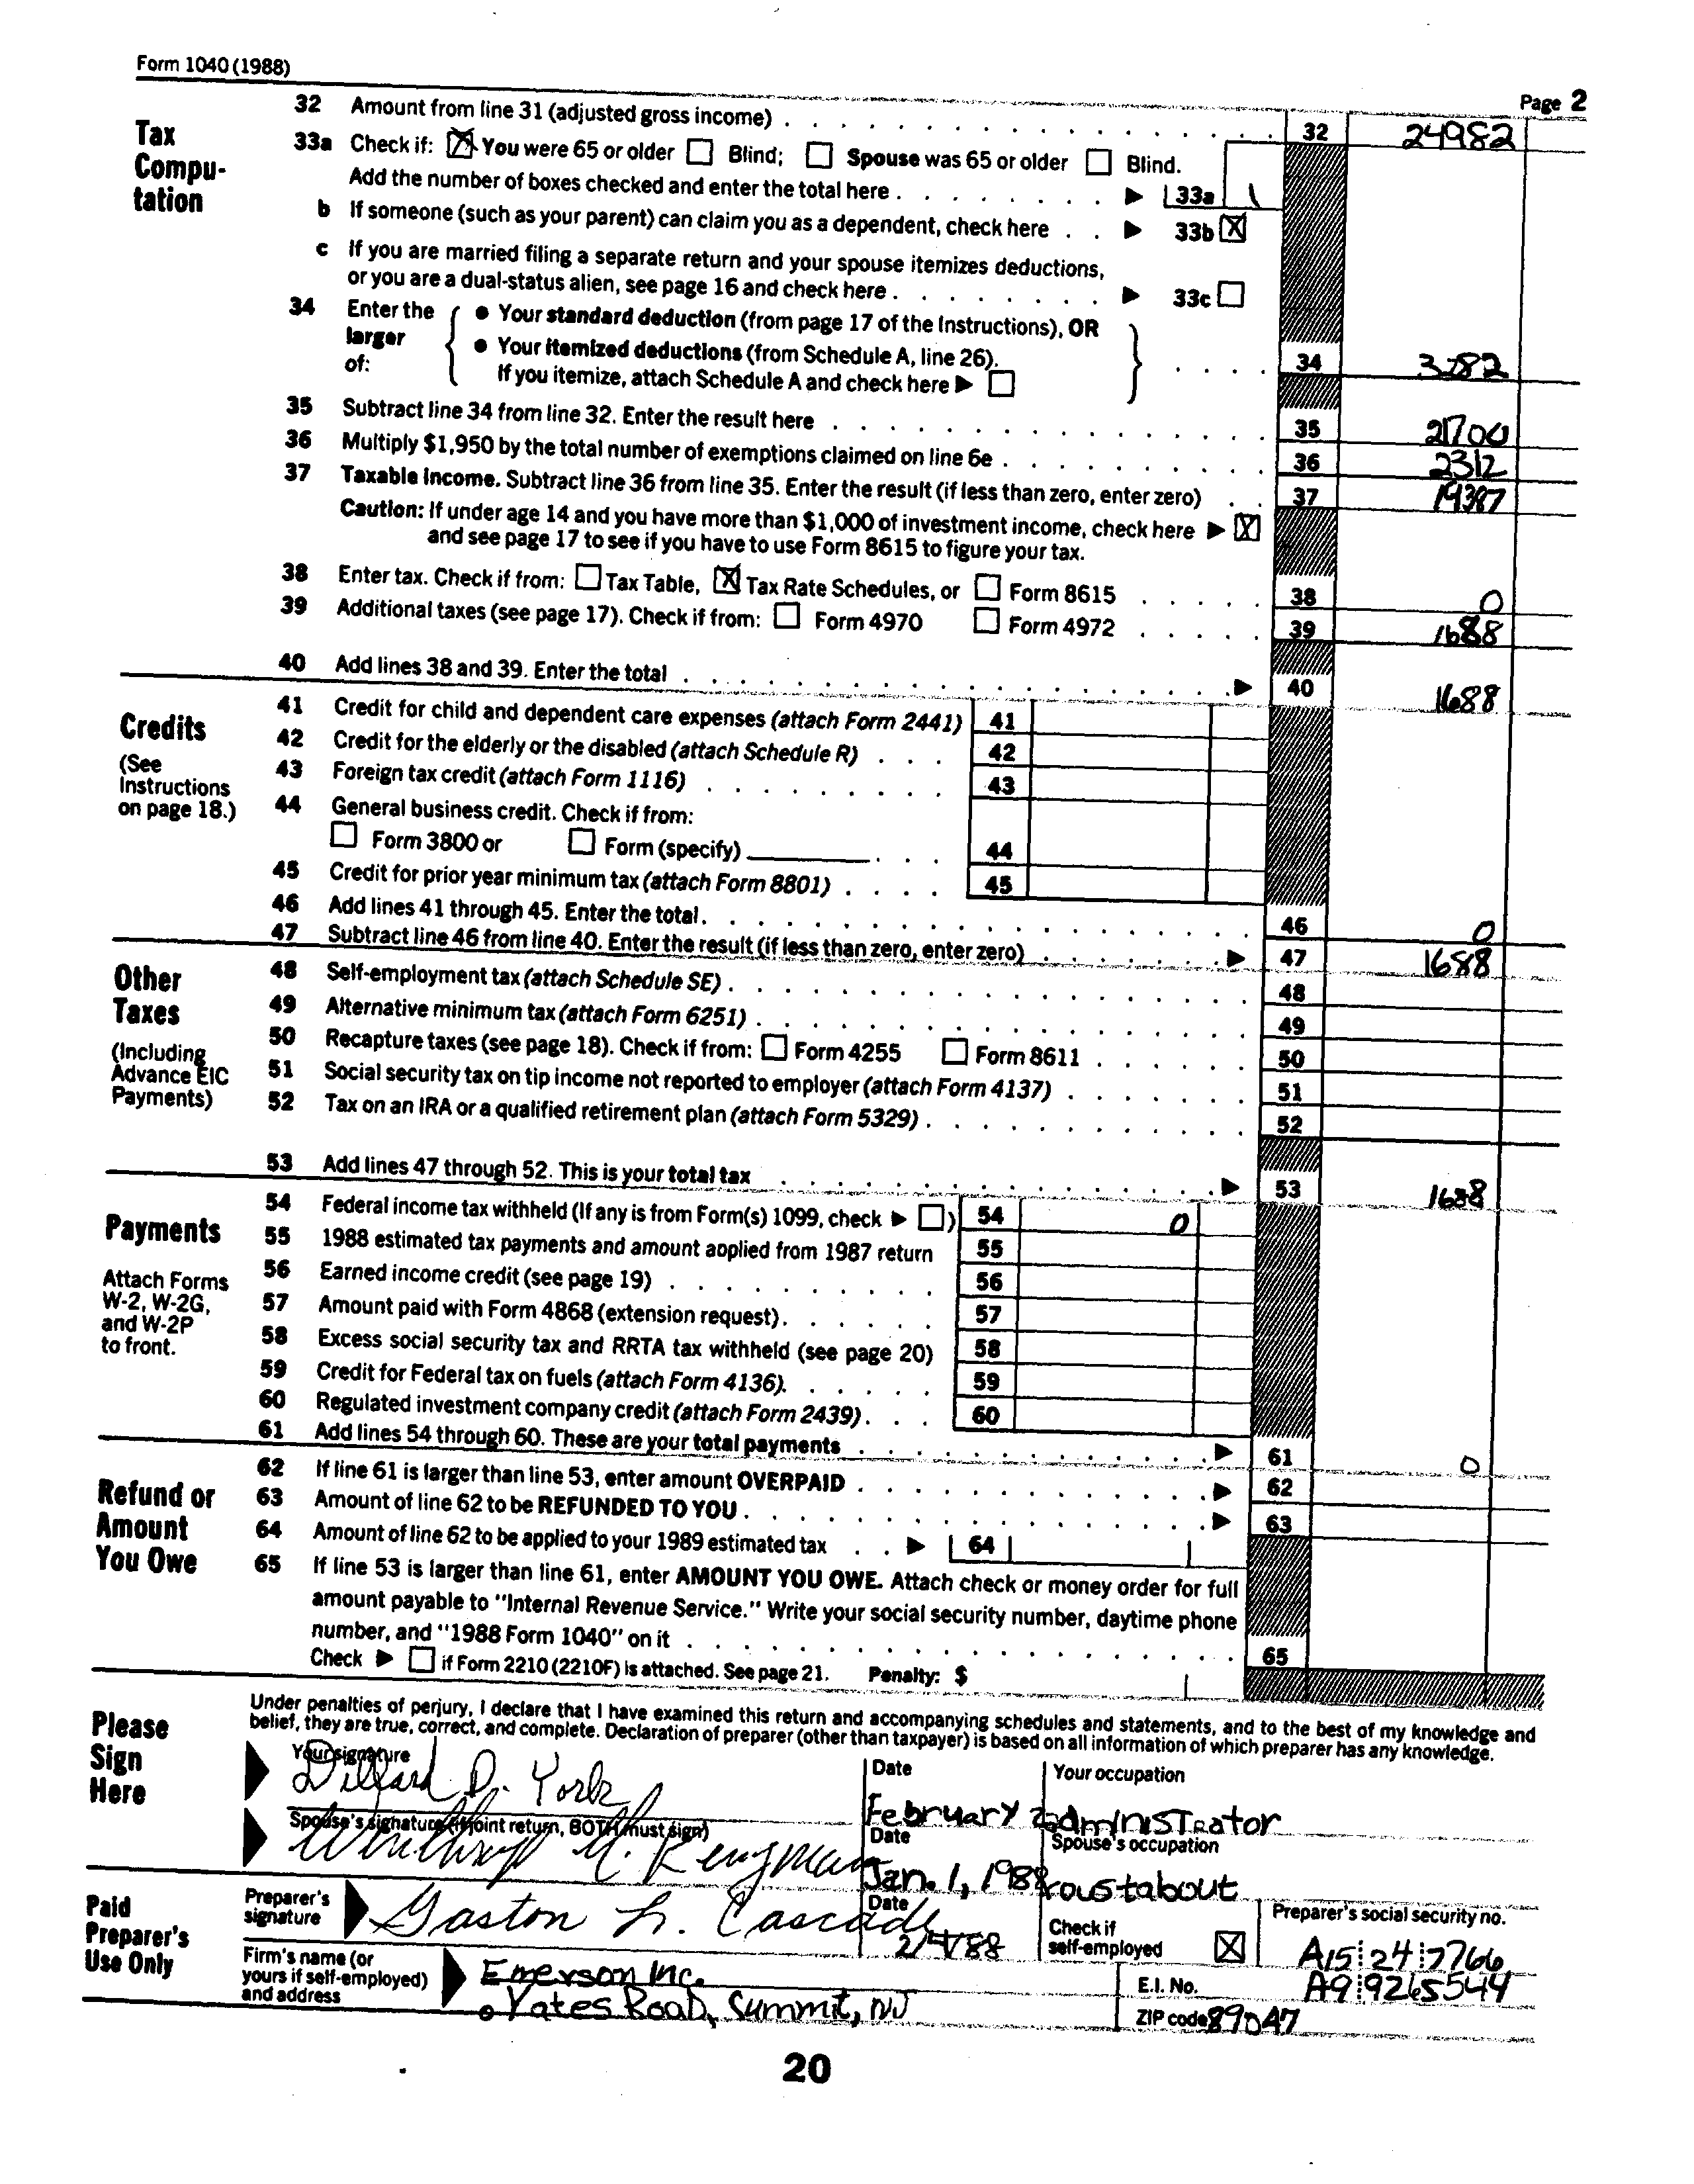 Form 1040 (1988)
Page 2
Tax Compu- tation
32 Amount from line 31 (adjusted gross income) 32 24982
33a Check if: You were 65 or older Blind; Spouse was 65 or older Blind.
Add the number of boxes checked and enter the total here 33a 1
b If someone (such as your parent) can claim you as a dependent, check here 33b X
c If you are married filing a separate return and your spouse itemizes deductions,
or you are a dual-status alien, see page 16 and check here 33c
34 Enter the larger of:
• Your standard deduction (from page 17 of the Instructions), OR
• Your itemized deductions (from Schedule A, line 26).
If you itemize, attach Schedule A and check here
34 3282
35 Subtract line 34 from line 32. Enter the result here 35 21700
36 Multiply $1,950 by the total number of exemptions claimed on line 6e 36 2312
37 Taxable income. Subtract line 36 from line 35. Enter the result (if less than zero, enter zero) 37 19387
Caution: If under age 14 and you have more than $1,000 of investment income, check here X
and see page 17 to see if you have to use Form 8615 to figure your tax.
38 Enter tax. Check if from: Tax Table, X Tax Rate Schedules, or Form 8615 38 0
39 Additional taxes (see page 17). Check if from: Form 4970 Form 4972 39 1688
40 Add lines 38 and 39. Enter the total 40 1688
Credits
(See Instructions on page 18.)
41 Credit for child and dependent care expenses (attach Form 2441) 41
42 Credit for the elderly or the disabled (attach Schedule R) 42
43 Foreign tax credit (attach Form 1116) 43
44 General business credit. Check if from:
Form 3800 or Form (specify) 44
45 Credit for prior year minimum tax (attach Form 8801) 45
46 Add lines 41 through 45. Enter the total. 46 0
47 Subtract line 46 from line 40. Enter the result (if less than zero, enter zero) 47 1688
Other Taxes
(Including Advance EIC Payments)
48 Self-employment tax (attach Schedule SE) 48
49 Alternative minimum tax (attach Form 6251) 49
50 Recapture taxes (see page 18). Check if from: Form 4255 Form 8611 50
51 Social security tax on tip income not reported to employer (attach Form 4137) 51
52 Tax on an IRA or a qualified retirement plan (attach Form 5329) 52
53 Add lines 47 through 52. This is your total tax 53 1688
Payments
Attach Forms W-2, W-2G, and W-2P to front.
54 Federal income tax withheld (If any is from Form(s) 1099, check ) 54 0
55 1988 estimated tax payments and amount applied from 1987 return 55
56 Earned income credit (see page 19) 56
57 Amount paid with Form 4868 (extension request) 57
58 Excess social security tax and RRTA tax withheld (see page 20) 58
59 Credit for Federal tax on fuels (attach Form 4136). 59
60 Regulated investment company credit (attach Form 2439) 60
61 Add lines 54 through 60. These are your total payments 61 0
Refund or Amount You Owe
62 If line 61 is larger than line 53, enter amount OVERPAID 62
63 Amount of line 62 to be REFUNDED TO YOU 63
64 Amount of line 62 to be applied to your 1989 estimated tax 64
65 If line 53 is larger than line 61, enter AMOUNT YOU OWE. Attach check or money order for full
amount payable to "Internal Revenue Service." Write your social security number, daytime phone
number, and "1988 Form 1040" on it 65
Check if Form 2210 (2210F) is attached. See page 21. Penalty: $
Please Sign Here
Under penalties of perjury, I declare that I have examined this return and accompanying schedules and statements, and to the best of my knowledge and
belief, they are true, correct, and complete. Declaration of preparer (other than taxpayer) is based on all information of which preparer has any knowledge.
Your signature Date Your occupation
Dillard D. York February 2 administrator
Spouse's signature (if joint return, BOTH must sign) Date Spouse's occupation
Winthrop M. Kengman Jan. 1, 1988 roustabout
Paid Preparer's Use Only
Preparer's signature Gaston L. Cascade Date 2/4/88 Check if self-employed X Preparer's social security no. A15 24 7766
Firm's name (or yours if self-employed) and address Emerson Inc. E.I. No. A9 9265544
Yates Road, Summit, NJ ZIP code 89047
20